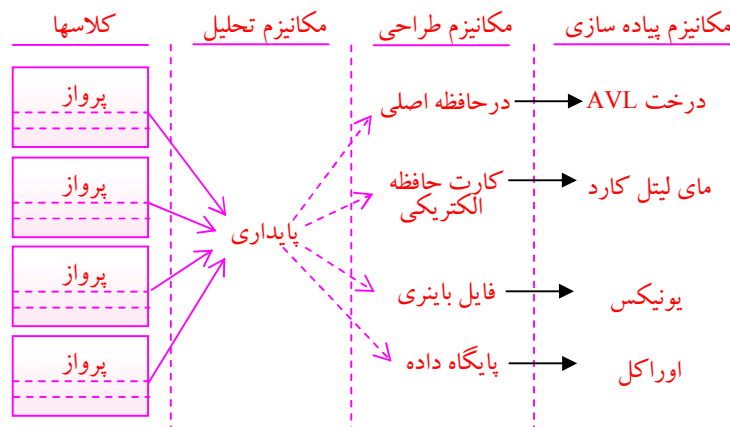 کلاسها
مکانیزم تحلیل
مکانیزم طراحی
مکانیزم پیاده سازی
پرواز
پرواز
پرواز
پرواز
پایداری
درحافظه اصلی
کارت حافظه
الکتریکی
فایل باینری
پایگاه داده
درخت AVL
مای لیتل کارد
یونیکس
اوراکل